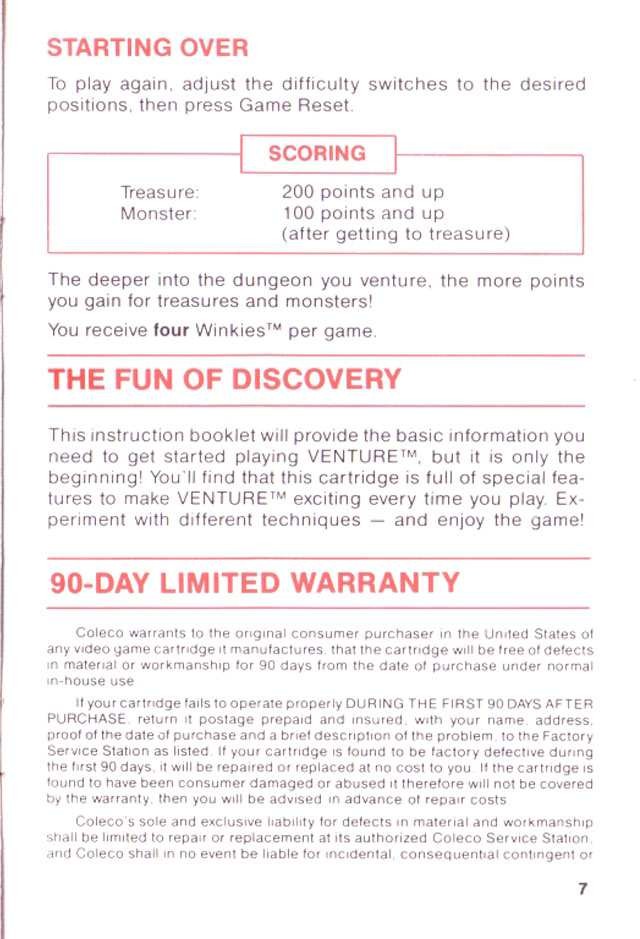 STARTING OVER
To play again, adjust the difficulty switches to the desired
positions, then press Game Reset.
SCORING
Treasure: 200 points and up
Monster: 100 points and up
(after getting to treasure)
The deeper into the dungeon you venture, the more points
you gain for treasures and monsters!
You receive four Winkies™ per game.
THE FUN OF DISCOVERY
This instruction booklet will provide the basic information you
need to get started playing VENTURE™, but it is only the
beginning! You'll find that this cartridge is full of special fea-
tures to make VENTURE™ exciting every time you play. Ex-
periment with different techniques — and enjoy the game!
90-DAY LIMITED WARRANTY
Coleco warrants to the original consumer purchaser in the United States of
any video game cartridge it manufactures, that the cartridge will be free of defects
in material or workmanship for 90 days from the date of purchase under normal
in-house use
If your cartridge fails to operate properly DURING THE FIRST 90 DAYS AFTER
PURCHASE, return it postage prepaid and insured, with your name, address,
proof of the date of purchase and a brief description of the problem, to the Factory
Service Station as listed. If your cartridge is found to be factory defective during
the first 90 days, it will be repaired or replaced at no cost to you. If the cartridge is
found to have been consumer damaged or abused it therefore will not be covered
by the warranty, then you will be advised in advance of repair costs
Coleco's sole and exclusive liability for defects in material and workmanship
shall be limited to repair or replacement at its authorized Coleco Service Station,
and Coleco shall in no event be liable for incidental, consequential contingent or
7